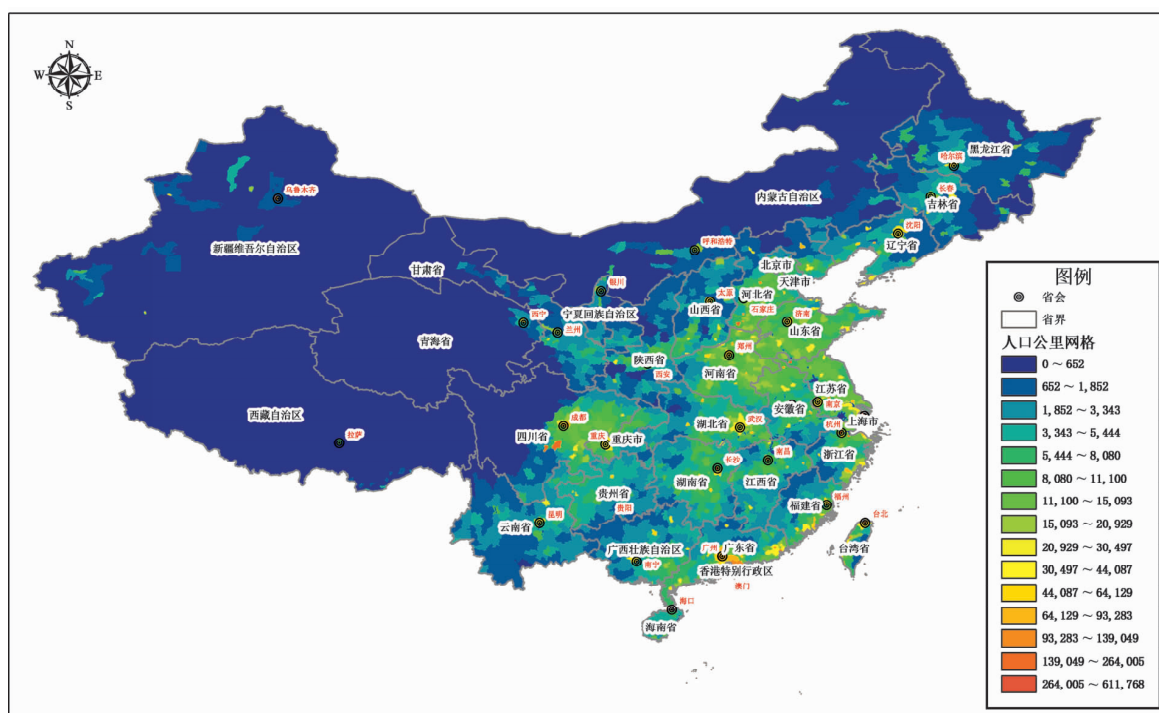 N
W E
S
黑龙江省
哈尔滨
长春
吉林省
乌鲁木齐
内蒙古自治区
沈阳
辽宁省
新疆维吾尔自治区
呼和浩特
北京市
甘肃省
天津市
银川
太原
河北省
山西省
石家庄
济南
宁夏回族自治区
山东省
西宁
兰州
青海省
郑州
陕西省
西安
河南省
江苏省
西藏自治区
安徽省
南京
成都
湖北省
武汉
上海市
杭州
四川省
重庆
重庆市
拉萨
浙江省
长沙
南昌
湖南省
江西省
贵州省
贵阳
福建省
福州
昆明
云南省
台北
广西壮族自治区
广州
广东省
台湾省
南宁
香港特别行政区
澳门
海口
海南省
图例
省会
省界
人口公里网格
0～652
652～1,852
1,852～3,343
3,343～5,444
5,444～8,080
8,080～11,100
11,100～15,093
15,093～20,929
20,929～30,497
30,497～44,087
44,087～64,129
64,129～93,283
93,283～139,049
139,049～264,005
264,005～611,768